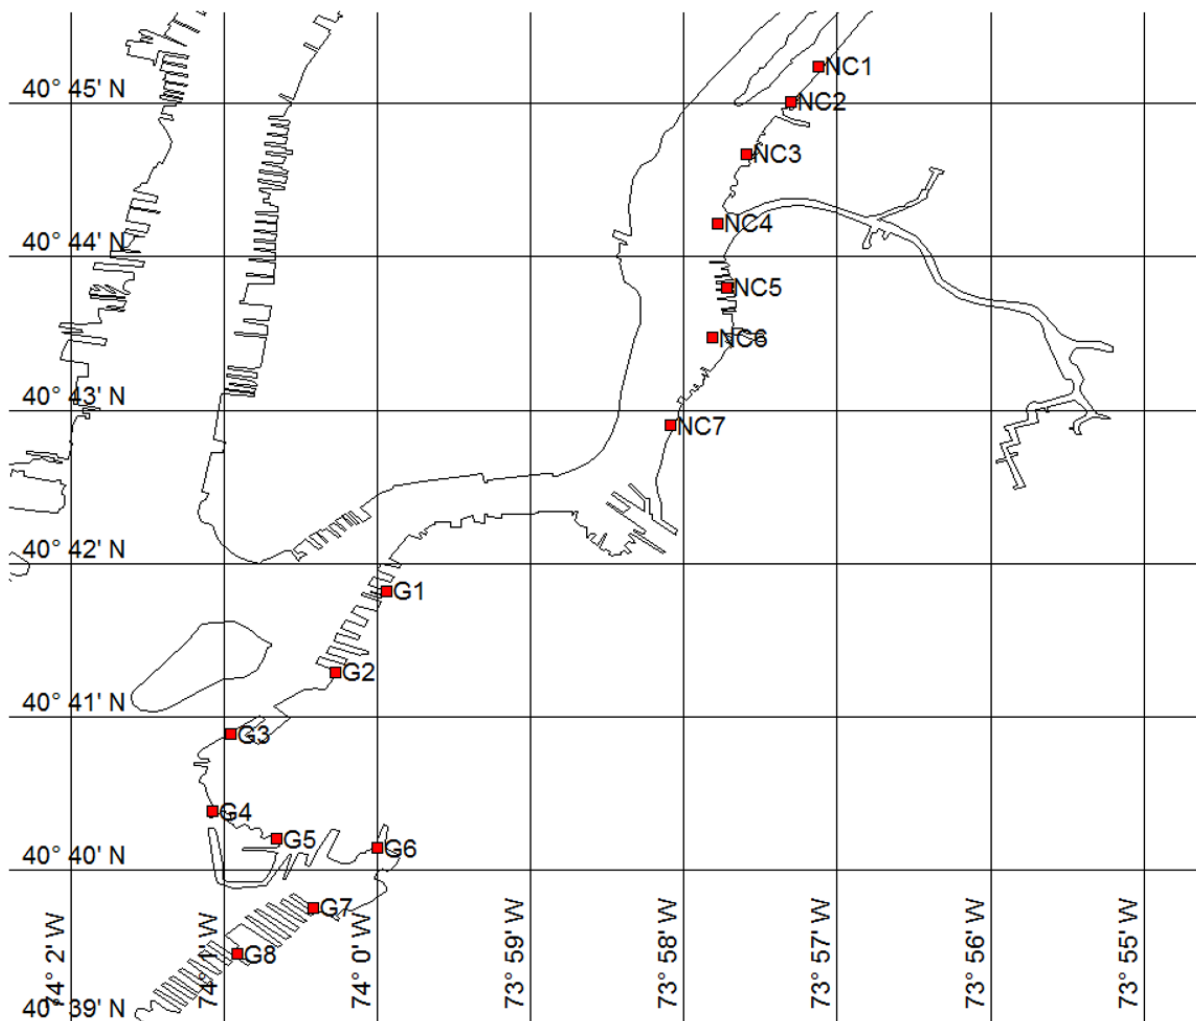 NC1
40° 45' N
NC2
NC3
NC4
40° 44' N
NC5
NC6
40° 43' N
NC7
40° 42' N
G1
G2
40° 41' N
G3
G4
G5
G6
40° 40' N
G7
G8
74° 2' W
74° 1' W
74° 0' W
73° 59' W
73° 58' W
73° 57' W
73° 56' W
73° 55' W
40° 39' N